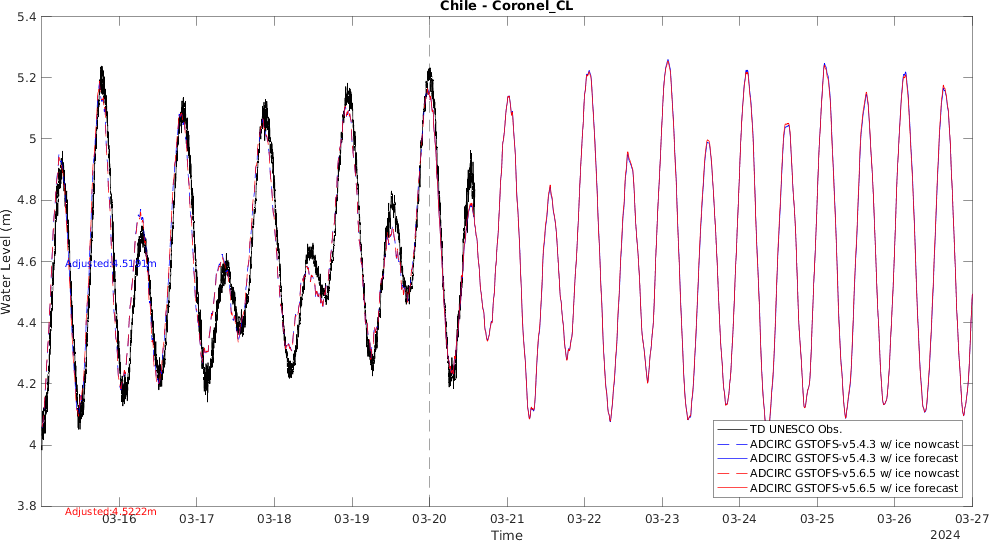 Chile - Coronel_CL
5.4
5.2
5
4.8
4.6
4.4
4.2
4
3.8
Water Level (m)
Adjusted:4.5191m
Adjusted:4.5222m
TD UNESCO Obs.
ADCIRC GSTOFS-v5.4.3 w/ ice nowcast
ADCIRC GSTOFS-v5.4.3 w/ ice forecast
ADCIRC GSTOFS-v5.6.5 w/ ice nowcast
ADCIRC GSTOFS-v5.6.5 w/ ice forecast
03-16 03-17 03-18 03-19 03-20 03-21 03-22 03-23 03-24 03-25 03-26 03-27
Time
2024